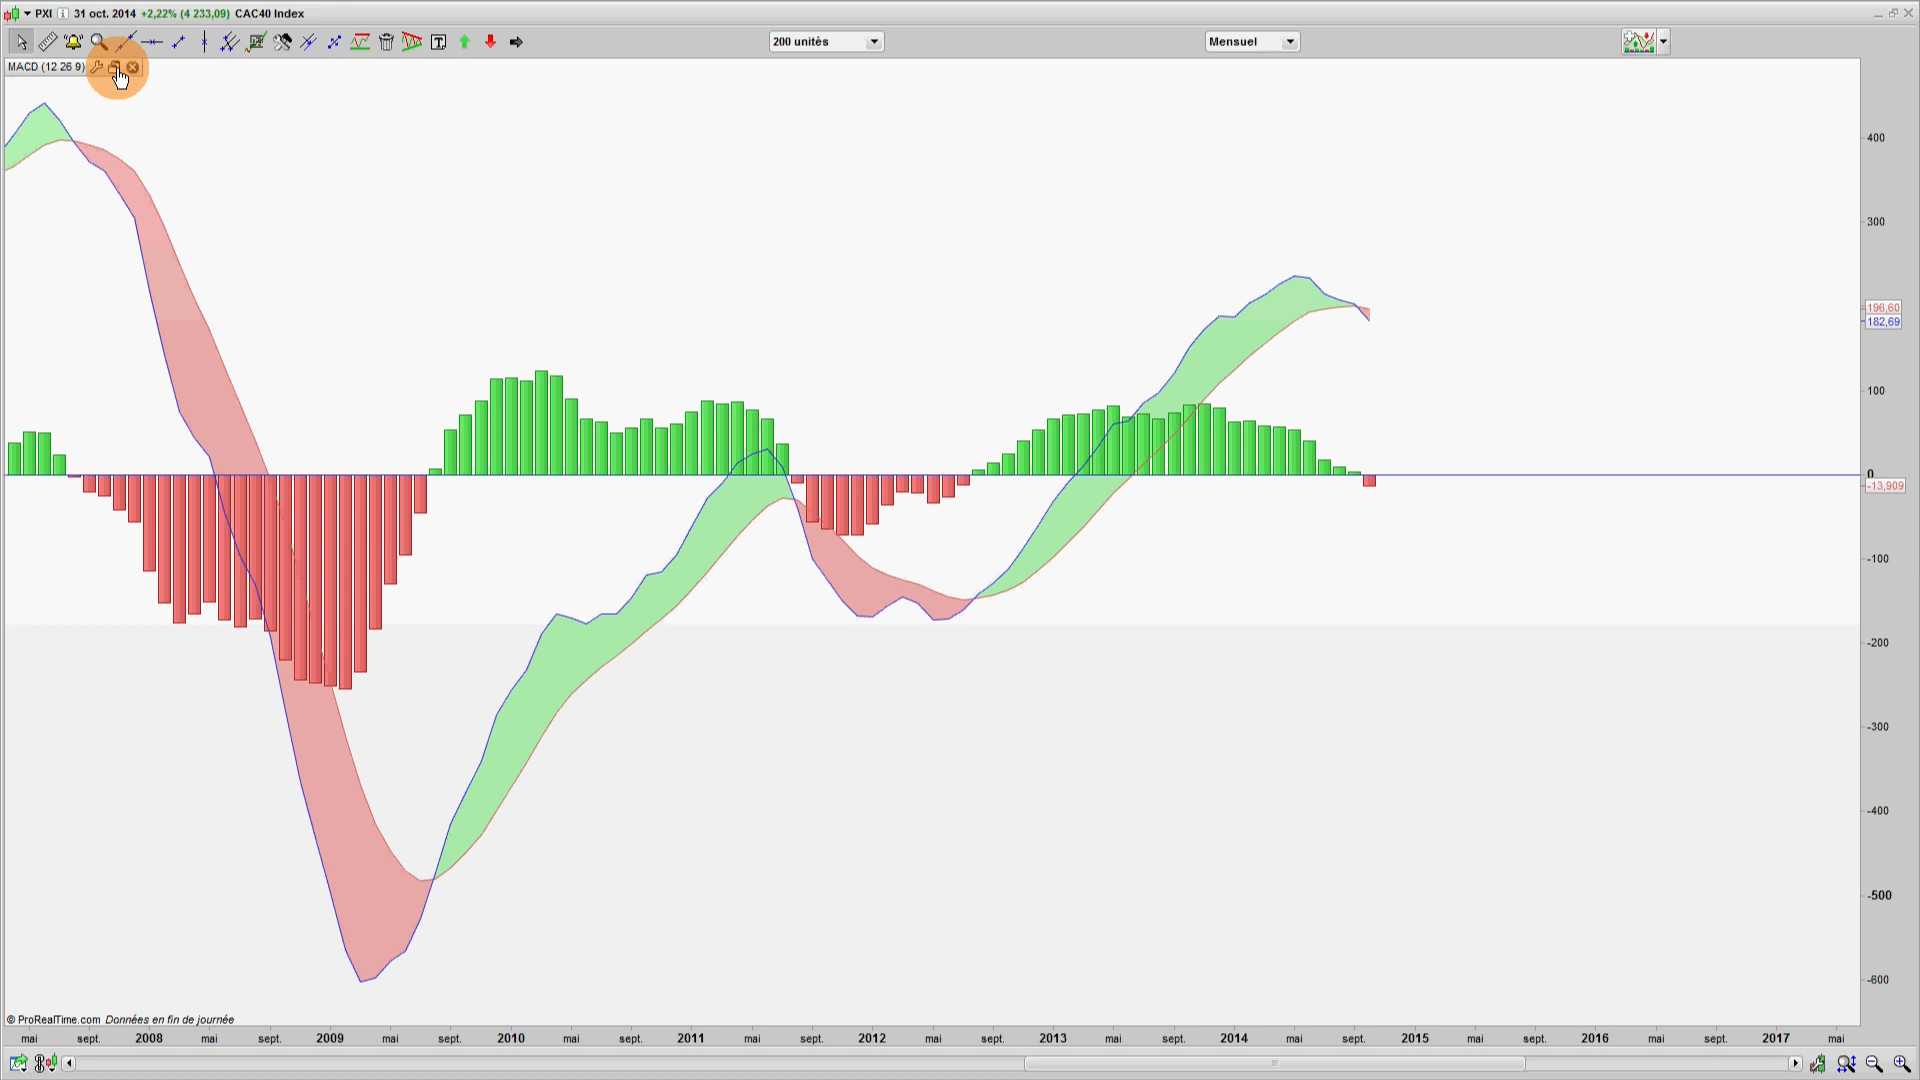 PXI 31 oct. 2014 +2,22% (4 233,09) CAC40 Index
200 unités Mensuel
MACD (12 26 9)
400
300
196,60
182,69
100
0
-13,909
-100
-200
-300
-400
-500
-600
© ProRealTime.com Données en fin de journée
mai sept. 2008 mai sept. 2009 mai sept. 2010 mai sept. 2011 mai sept. 2012 mai sept. 2013 mai sept. 2014 mai sept. 2015 mai sept. 2016 mai sept. 2017 mai